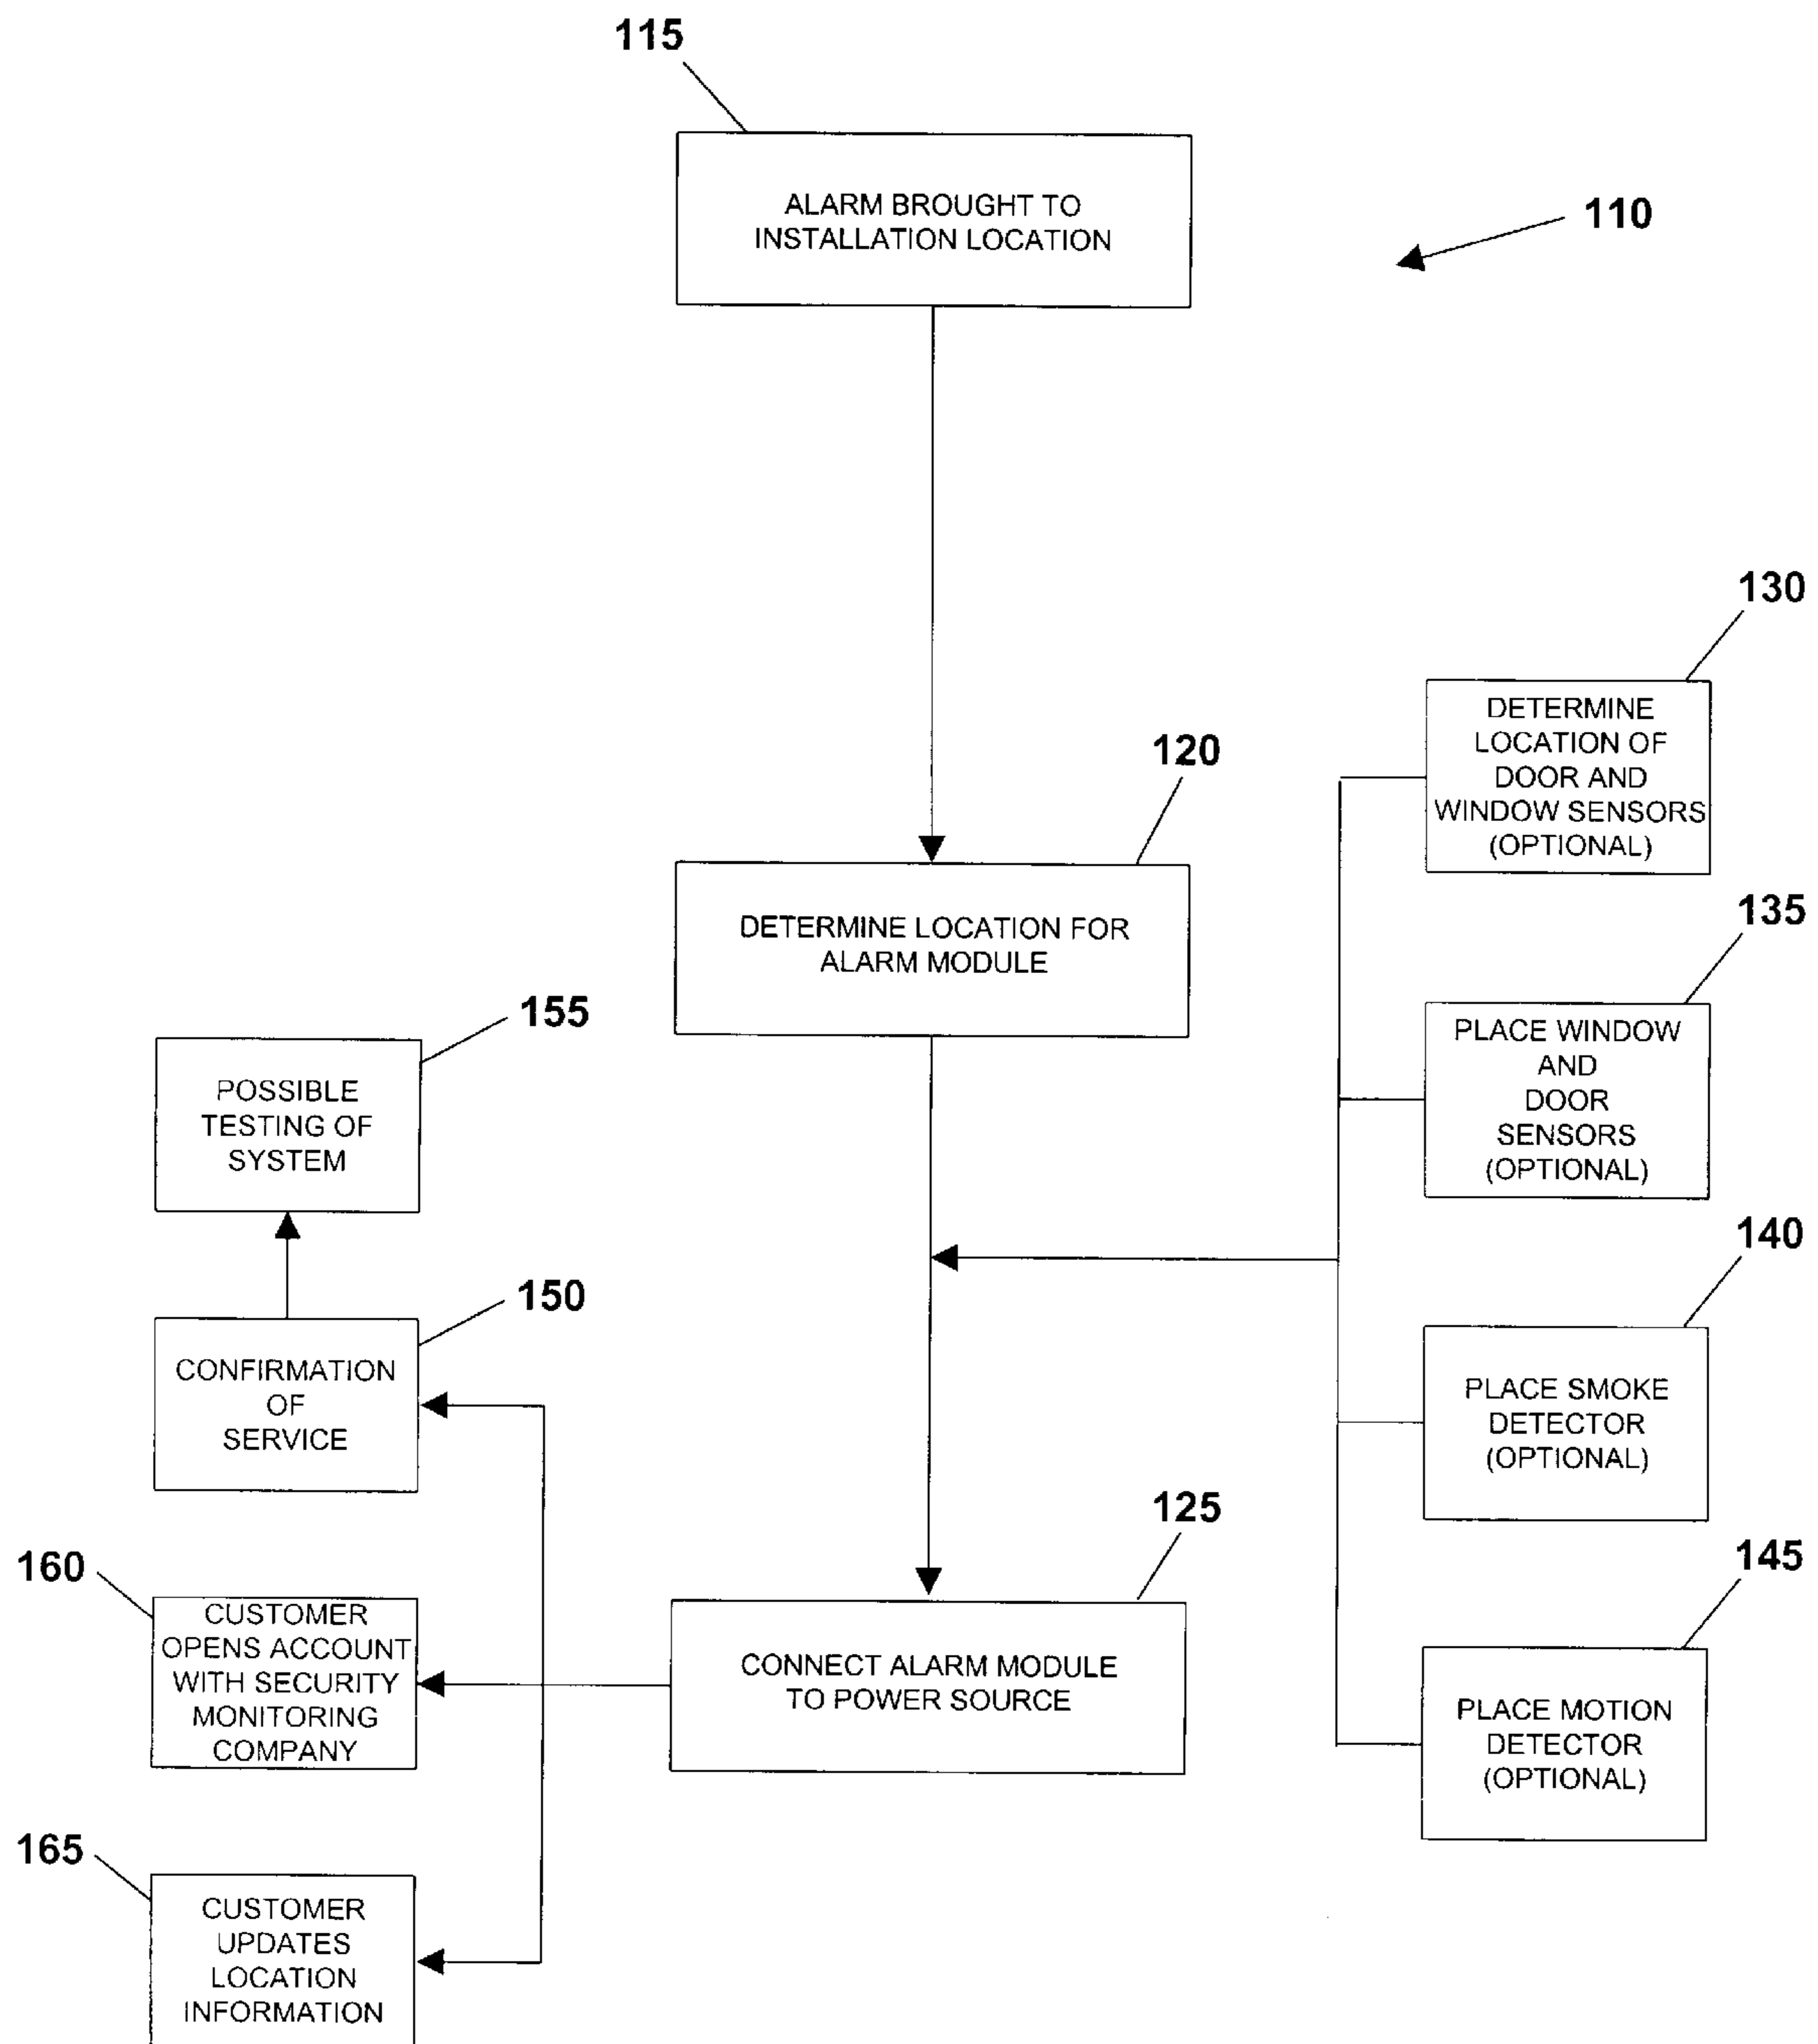 115
ALARM BROUGHT TO
INSTALLATION LOCATION
110
130
DETERMINE
LOCATION OF
DOOR AND
WINDOW SENSORS
(OPTIONAL)
120
DETERMINE LOCATION FOR
ALARM MODULE
135
PLACE WINDOW
AND
DOOR
SENSORS
(OPTIONAL)
155
POSSIBLE
TESTING OF
SYSTEM
140
PLACE SMOKE
DETECTOR
(OPTIONAL)
150
CONFIRMATION
OF
SERVICE
125
CONNECT ALARM MODULE
TO POWER SOURCE
145
PLACE MOTION
DETECTOR
(OPTIONAL)
160
CUSTOMER
OPENS ACCOUNT
WITH SECURITY
MONITORING
COMPANY
165
CUSTOMER
UPDATES
LOCATION
INFORMATION